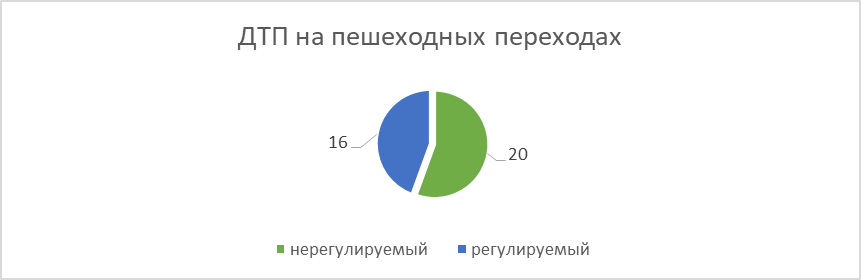 ДТП на пешеходных переходах
16
20
нерегулируемый регулируемый